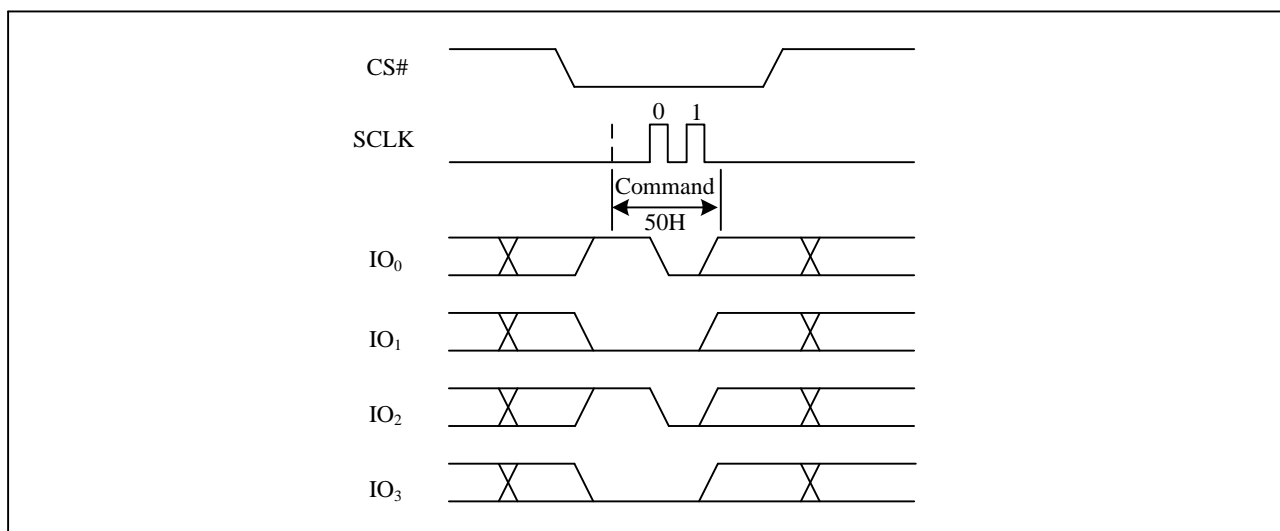 CS#
0 1
SCLK
Command
50H
IO₀
IO₁
IO₂
IO₃